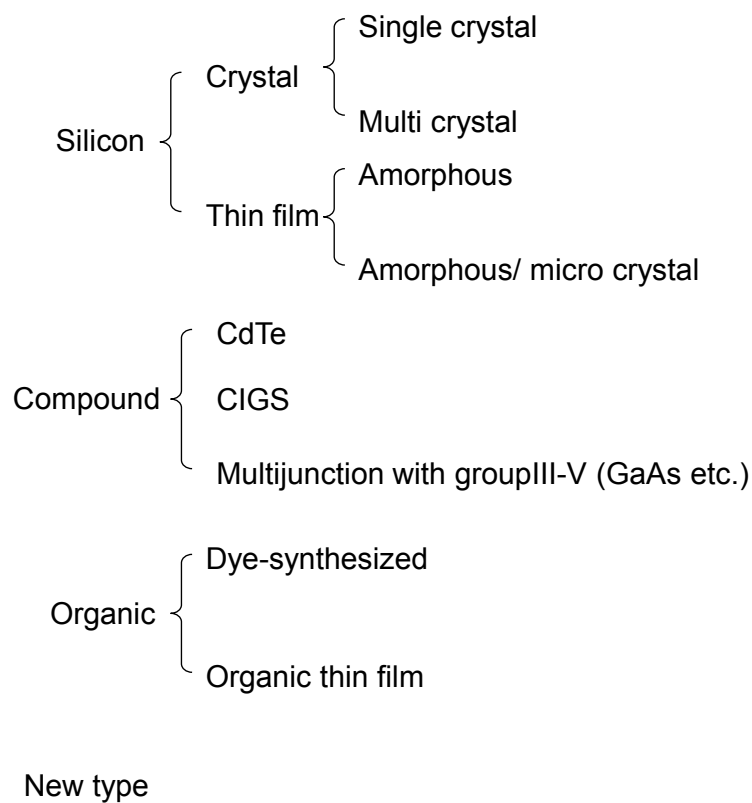 Single crystal
Crystal
Multi crystal
Silicon
Amorphous
Thin film
Amorphous/ micro crystal
CdTe
Compound
CIGS
Multijunction with groupIII-V (GaAs etc.)
Dye-synthesized
Organic
Organic thin film
New type